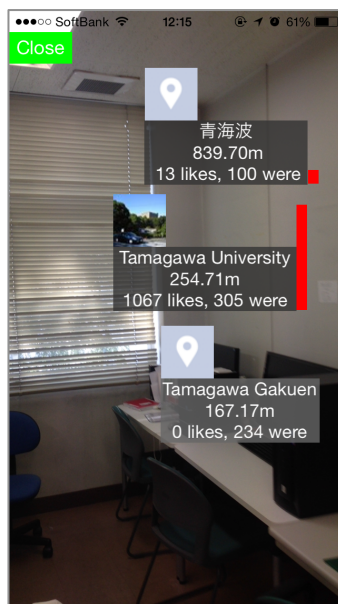 SoftBank 12:15 61%
Close
青海波
839.70m
13 likes, 100 were
Tamagawa University
254.71m
1067 likes, 305 were
Tamagawa Gakuen
167.17m
0 likes, 234 were